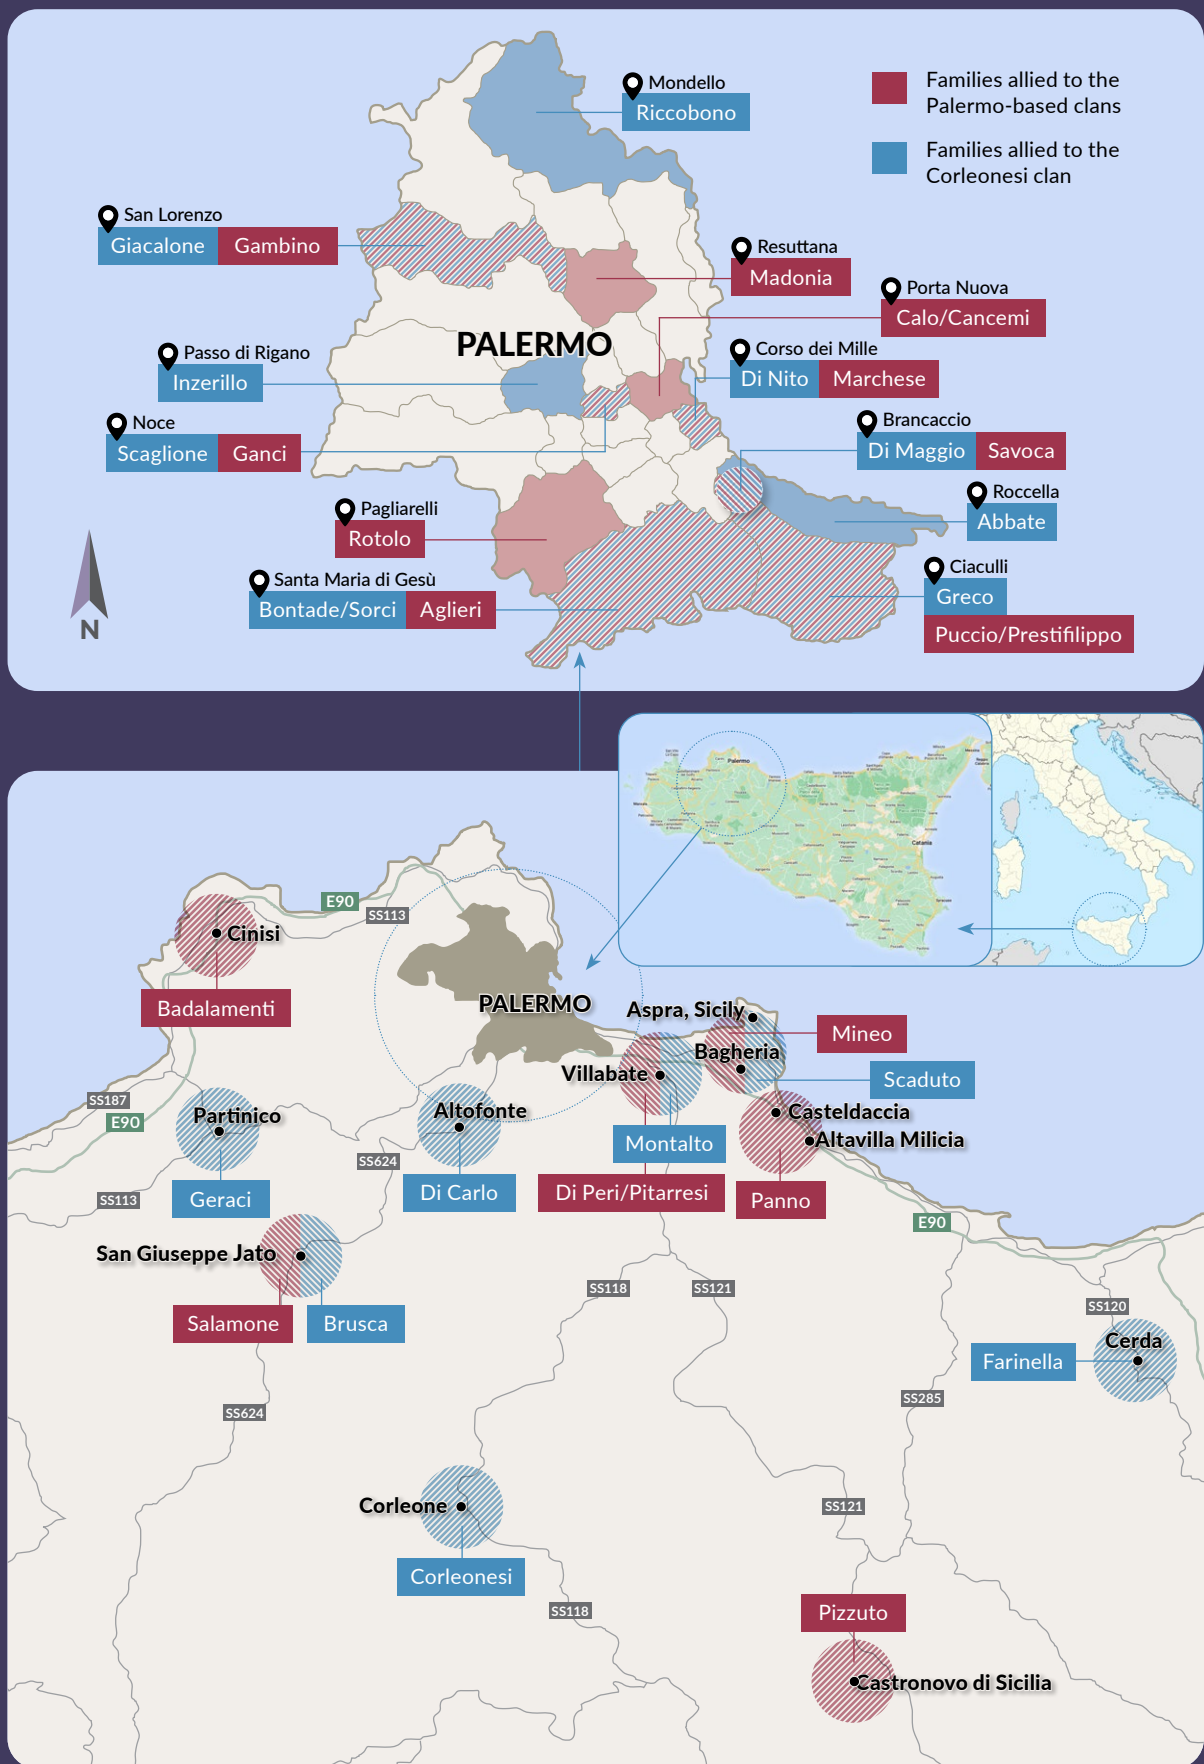 Mondello
Riccobono
Families allied to the
Palermo-based clans
Families allied to the
Corleonesi clan
San Lorenzo
Giacalone
Gambino
Resuttana
Madonia
Porta Nuova
Calo/Cancemi
PALERMO
Passo di Rigano
Inzerillo
Corso dei Mille
Di Nito
Marchese
Noce
Scaglione
Ganci
Brancaccio
Di Maggio
Savoca
Roccella
Abbate
Pagliarelli
Rotolo
Santa Maria di Gesù
Bontade/Sorci
Aglieri
Ciaculli
Greco
Puccio/Prestifilippo
N
Palermo
Catania
E90
SS113
Cinisi
Badalamenti
PALERMO
Aspra, Sicily
Mineo
Bagheria
Villabate
Scaduto
SS187
E90
Partinico
Altofonte
Casteldaccia
Altavilla Milicia
Montalto
SS624
SS113
Geraci
Di Carlo
Di Peri/Pitarresi
Panno
E90
San Giuseppe Jato
SS118
SS121
SS120
Salamone
Brusca
Cerda
Farinella
SS624
SS285
Corleone
SS121
Corleonesi
SS118
Pizzuto
Castronovo di Sicilia